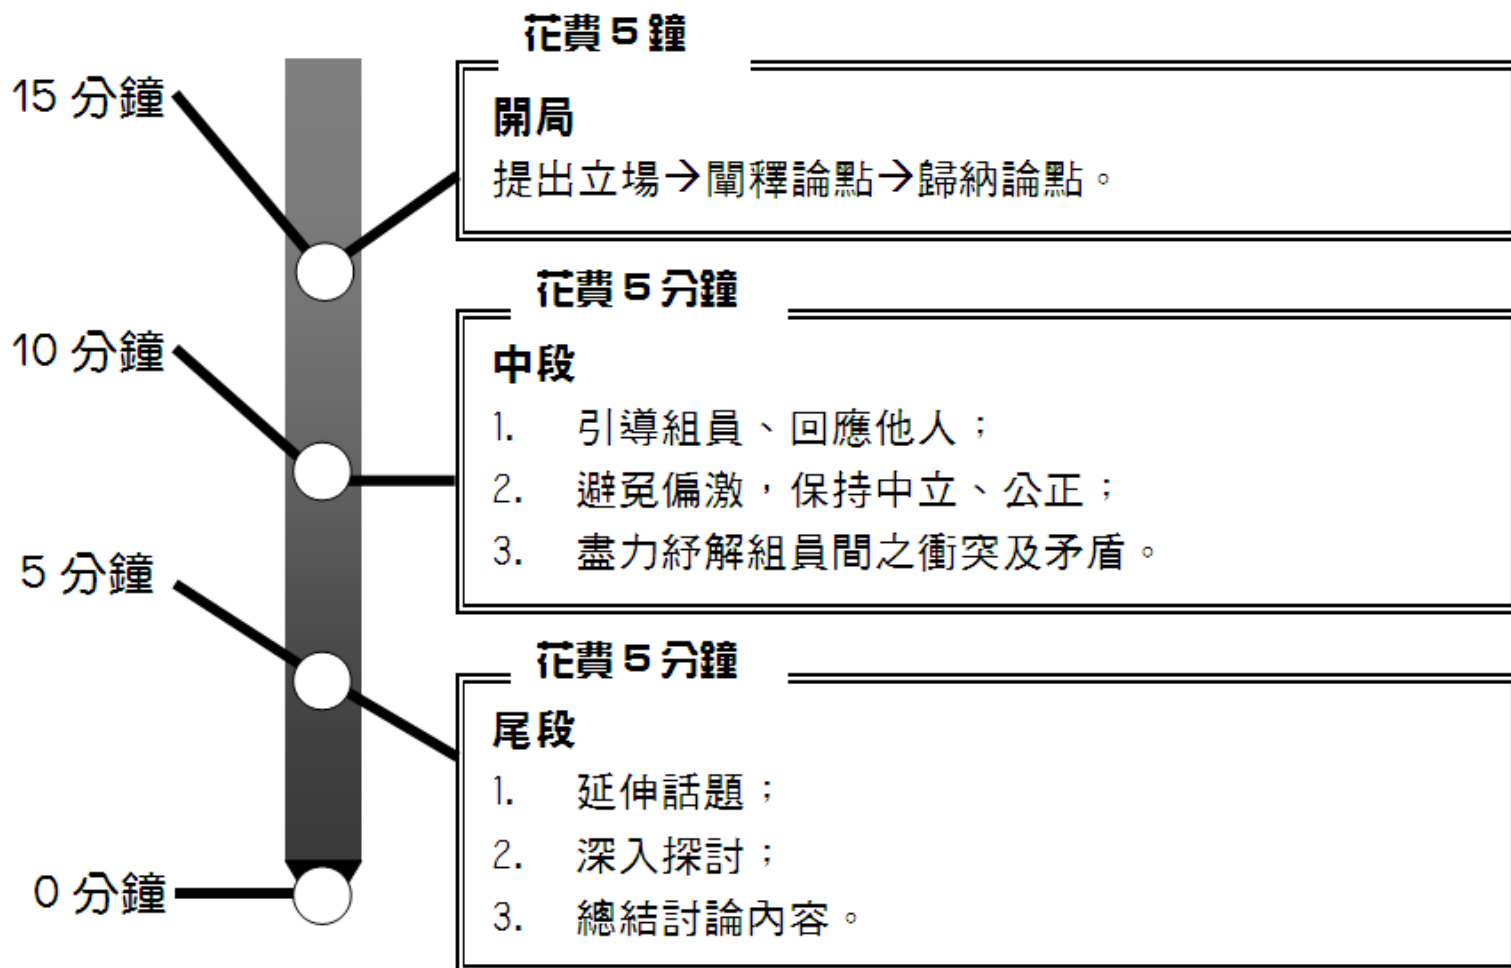 花費5鐘
15 分鐘
開局
提出立場→闡釋論點→歸納論點。
花費5分鐘
10 分鐘
中段
1. 引導組員、回應他人；
2. 避免偏激，保持中立、公正；
3. 盡力紓解組員間之衝突及矛盾。
5 分鐘
花費5分鐘
尾段
1. 延伸話題；
2. 深入探討；
3. 總結討論內容。
0 分鐘